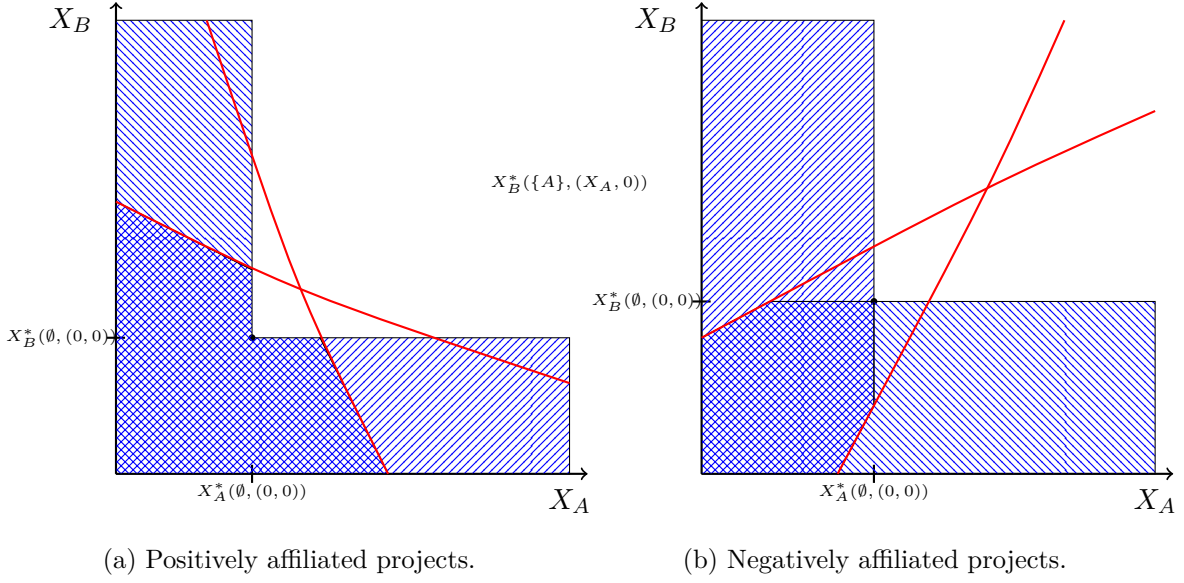 X_B
X_B
X*_B({A}, (X_A, 0))
X*_B(∅, (0, 0))
X*_B(∅, (0, 0))
X*_A(∅, (0, 0))
X_A
X*_A(∅, (0, 0))
X_A
(a) Positively affiliated projects.
(b) Negatively affiliated projects.